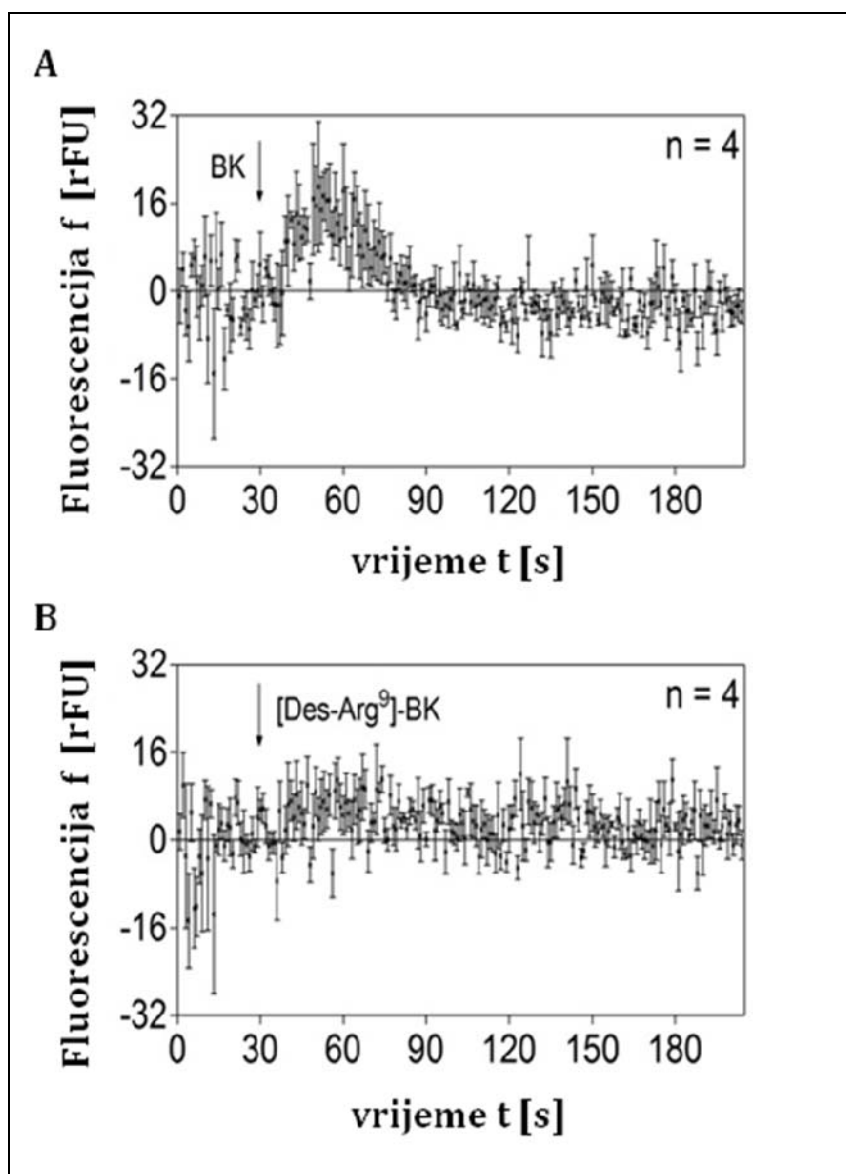 A
Fluorescencija f [rFU]
32
16
0
-16
-32
BK
n = 4
0 30 60 90 120 150 180
vrijeme t [s]
B
Fluorescencija f [rFU]
32
16
0
-16
-32
[Des-Arg⁹]-BK
n = 4
0 30 60 90 120 150 180
vrijeme t [s]